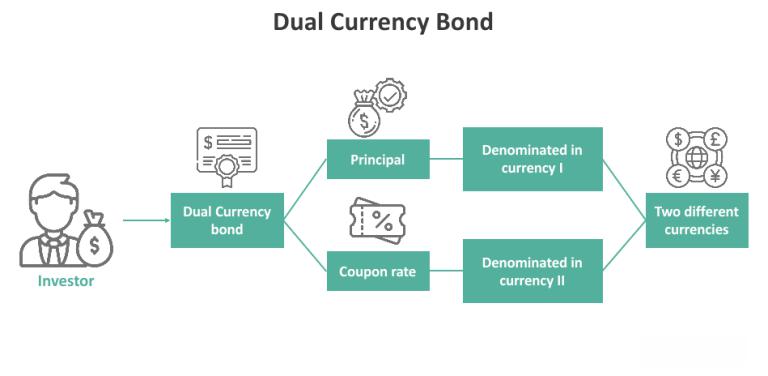 Dual Currency Bond
Investor
Dual Currency
bond
Principal
Coupon rate
Denominated in
currency I
Denominated in
currency II
Two different
currencies
$
$
$
%
$
£
€
¥